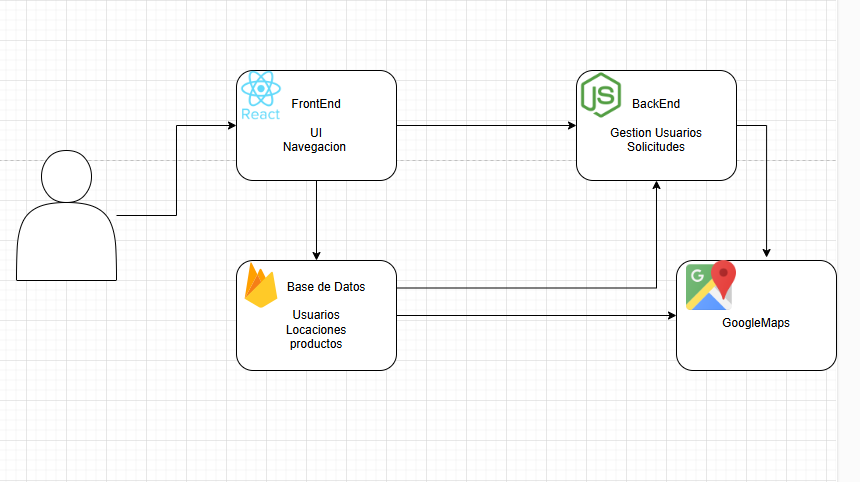 React
FrontEnd
UI
Navegacion
JS
BackEnd
Gestion Usuarios
Solicitudes
Base de Datos
Usuarios
Locaciones
productos
G
GoogleMaps